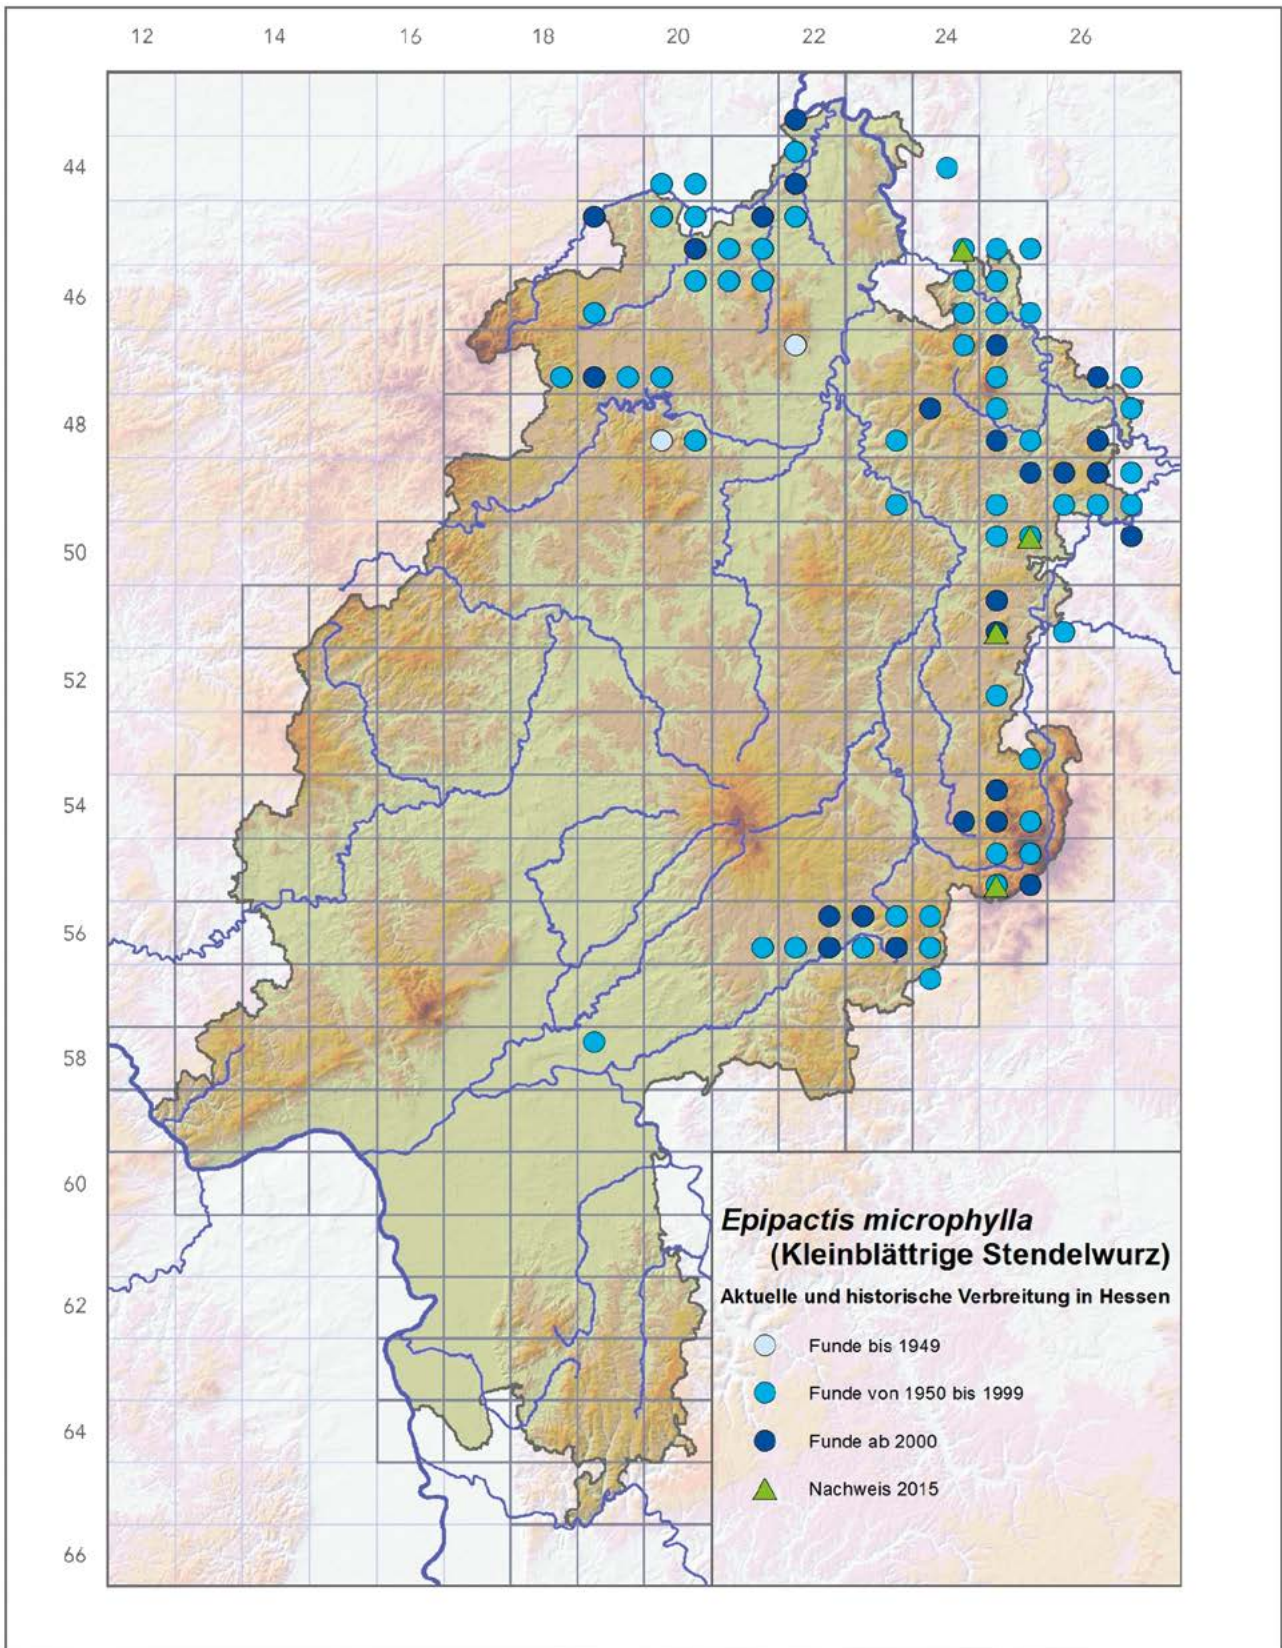 12 14 16 18 20 22 24 26
44
46
48
50
52
54
56
58
60
62
64
66
Epipactis microphylla
(Kleinblättrige Stendelwurz)
Aktuelle und historische Verbreitung in Hessen
Funde bis 1949
Funde von 1950 bis 1999
Funde ab 2000
Nachweis 2015